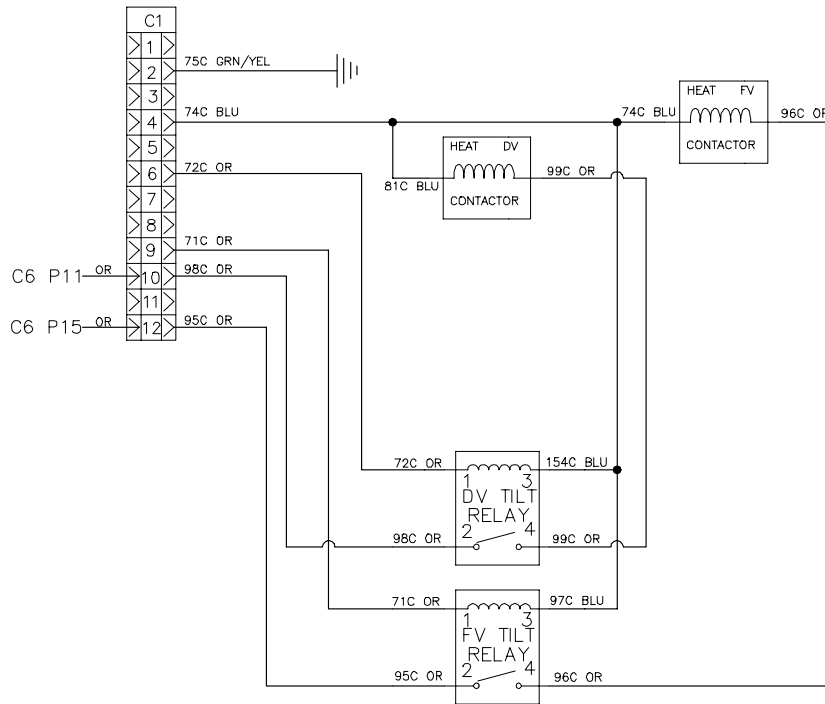 C1
1
2
75C GRN/YEL
3
4
74C BLU
74C BLU
HEAT FV
CONTACTOR
96C OR
5
HEAT DV
CONTACTOR
81C BLU
99C OR
6
72C OR
7
8
9
71C OR
C6 P11
OR
10
98C OR
11
C6 P15
OR
12
95C OR
72C OR
154C BLU
1 3
DV TILT
RELAY
2 4
98C OR
99C OR
71C OR
97C BLU
1 3
FV TILT
RELAY
2 4
95C OR
96C OR